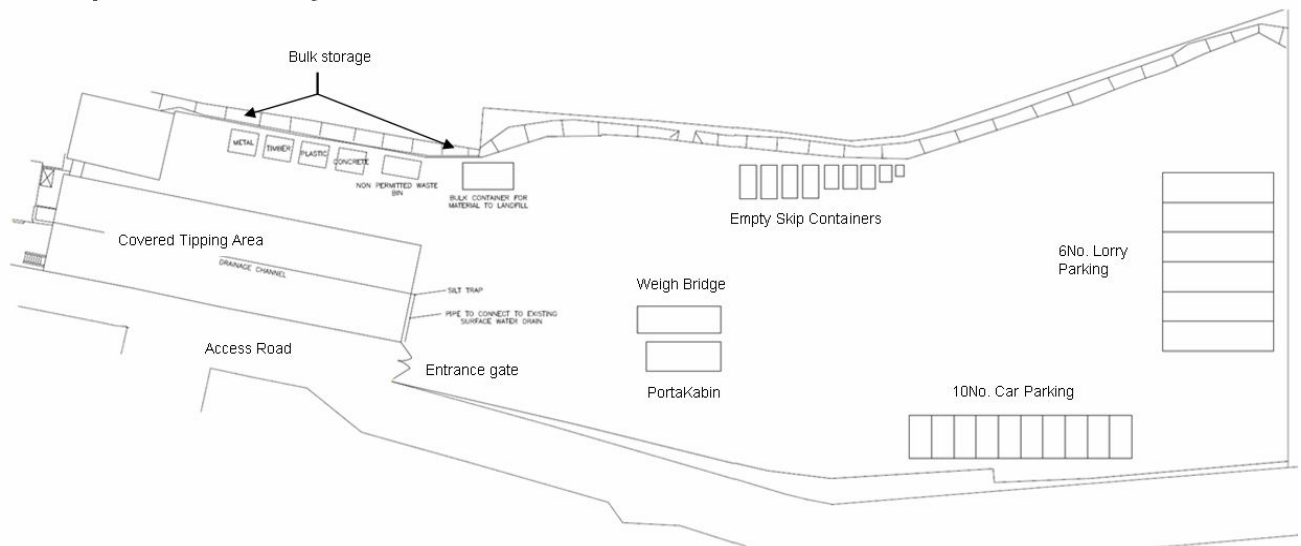 Bulk storage
METAL
TIMBER
PLASTIC
CONCRETE
NON PERMITTED WASTE
BIN
BULK CONTAINER FOR
MATERIAL TO LANDFILL
Empty Skip Containers
6No. Lorry
Parking
Covered Tipping Area
DRAINAGE CHANNEL
SILT TRAP
PIPE TO CONNECT TO EXISTING
SURFACE WATER DRAIN
Weigh Bridge
Access Road
Entrance gate
PortaKabin
10No. Car Parking